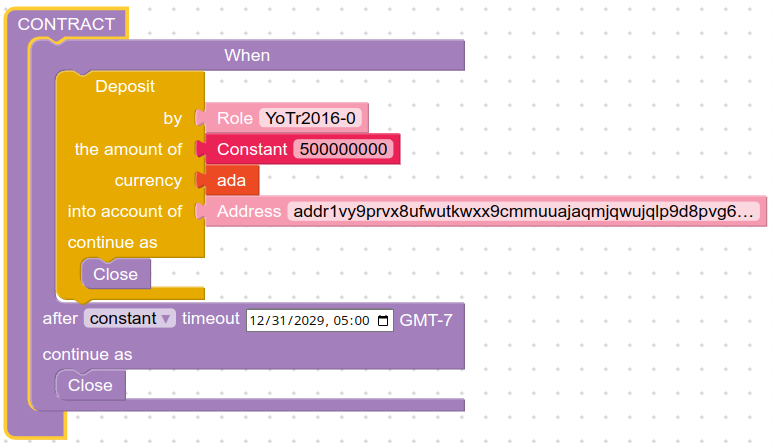 CONTRACT
When
Deposit
by Role YoTr2016-0
the amount of Constant 500000000
currency ada
into account of Address addr1vy9prvx8ufwutkwxx9cmmuuajaqmjqwujqlp9d8pvg6…
continue as
Close
after constant ▾ timeout 12/31/2029, 05:00 GMT-7
continue as
Close